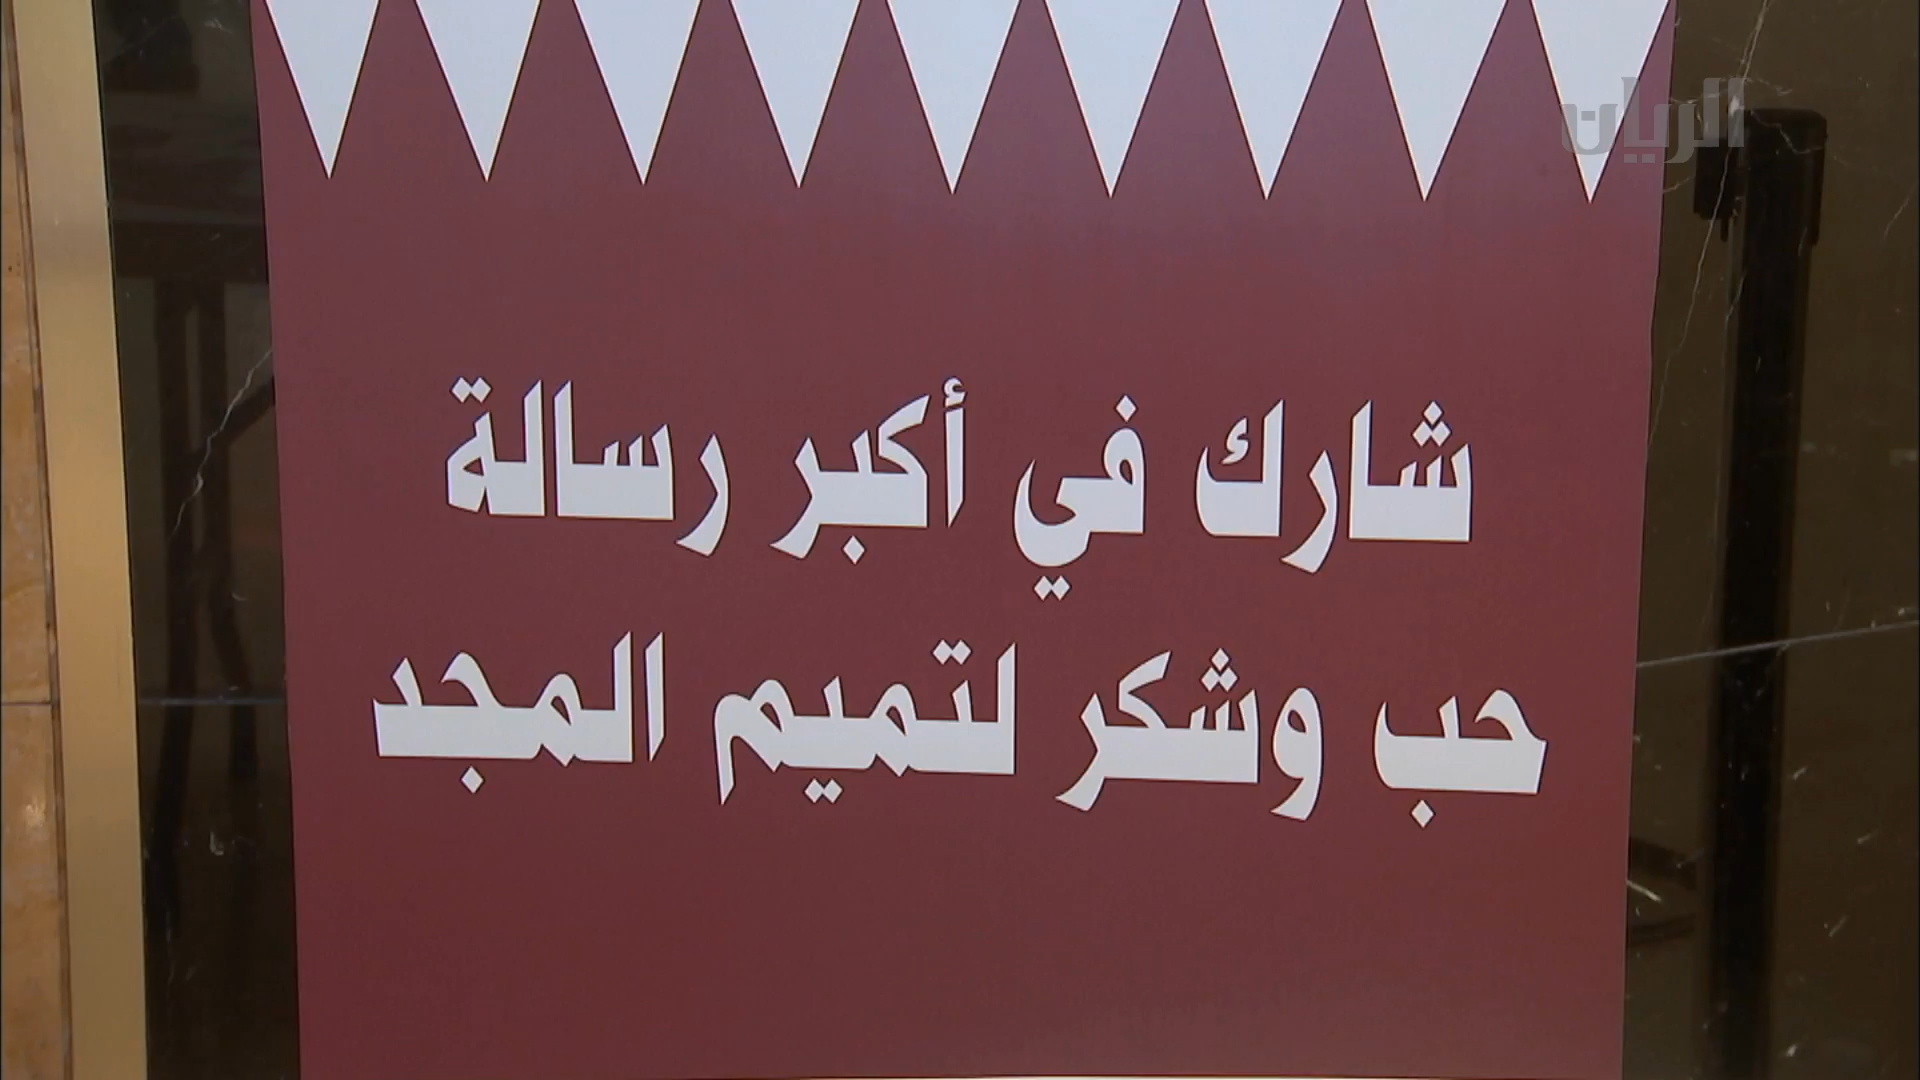 الريان
شارك في أكبر رسالة
حب وشكر لتميم المجد